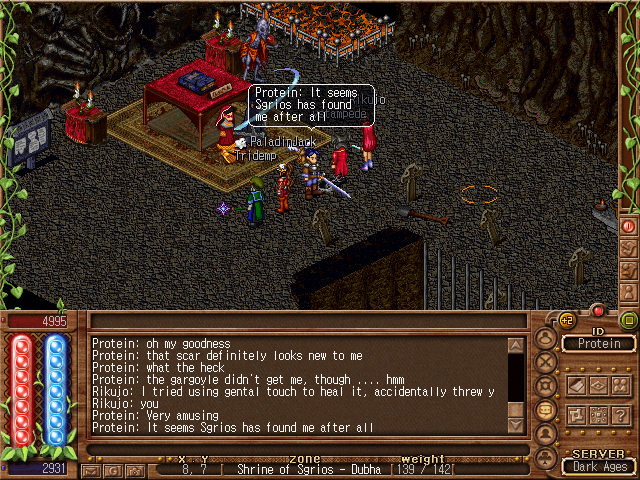 Protein: It seems
Sgrios has found
me after all
Rikujo
tampede
PaladinJack
Tridemp
4995
2931
Protein: oh my goodness
Protein: that scar definitely looks new to me
Protein: what the heck
Protein: the gargoyle didn't get me, though .... hmm
Rikujo: I tried using gental touch to heal it, accidentally threw y
Rikujo: you
Protein: Very amusing
Protein: It seems Sgrios has found me after all
x Y zone weight
8, 7 [ Shrine of Sgrios - Dubha [139 / 142[
+2
ID
Protein
SERVER
Dark Ages